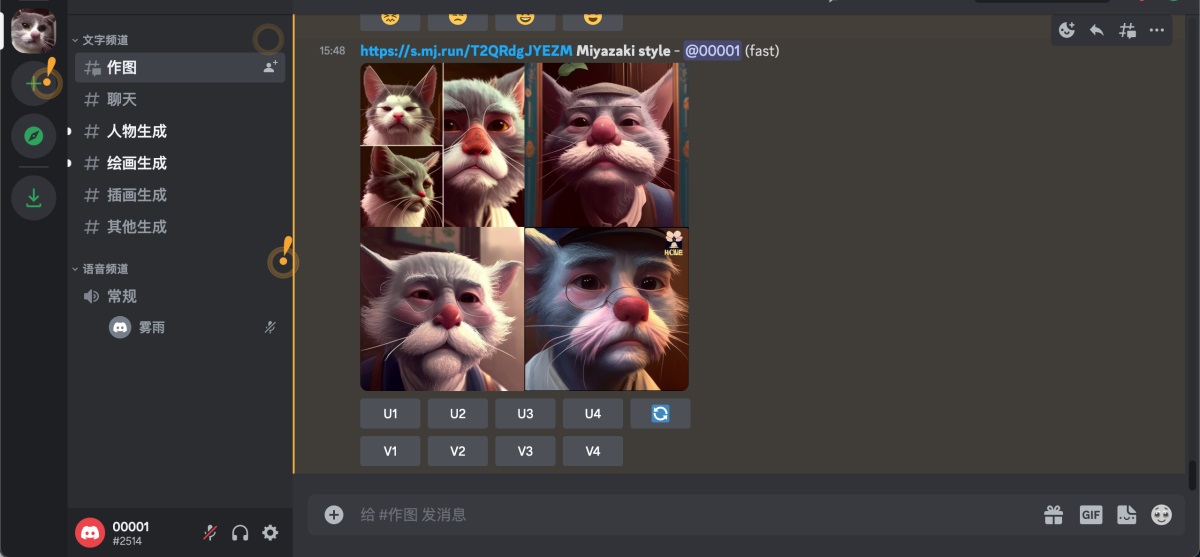 文字频道
作图
聊天
人物生成
绘画生成
插画生成
其他生成
语音频道
常规
雾雨
00001
#2514
15:48 https://s.mj.run/T2QRdgJYEZM Miyazaki style - @00001 (fast)
U1 U2 U3 U4
V1 V2 V3 V4
给 #作图 发消息
GIF